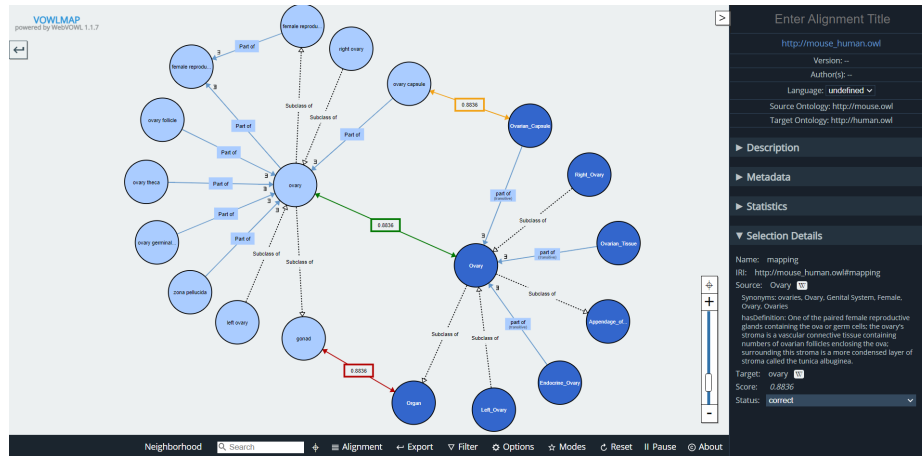 VOWLMAP
powered by WebVOWL 1.1.7
female reprodu...
Part of
right ovary
female reprodu...
Subclass of
Subclass of
ovary capsule
0.8836
Ovarian_Capsule
ovary follicle
Part of
Part of
Part of
ovary theca
Part of
ovary
Right_Ovary
part of
(transitive)
Subclass of
0.8836
ovary germinal...
Part of
Part of
part of
(transitive)
Ovarian_Tissue
Ovary
Subclass of
Subclass of
zona pellucida
Subclass of
left ovary
part of
(transitive)
Appendage_of...
gonad
Subclass of
Subclass of
0.8836
Endocrine_Ovary
Organ
Left_Ovary
>
+
-
Neighborhood
Search
Alignment
Export
Filter
Options
Modes
Reset
Pause
About
Enter Alignment Title
http://mouse_human.owl
Version: --
Author(s): --
Language: undefined
Source Ontology: http://mouse.owl
Target Ontology: http://human.owl
Description
Metadata
Statistics
Selection Details
Name: mapping
IRI: http://mouse_human.owl#mapping
Source: Ovary W
Synonyms: ovaries, Ovary, Genital System, Female,
Ovary, Ovaries
hasDefinition: One of the paired female reproductive
glands containing the ova or germ cells; the ovary's
stroma is a vascular connective tissue containing
numbers of ovarian follicles enclosing the ova;
surrounding this stroma is a more condensed layer of
stroma called the tunica albuginea.
Target: ovary W
Score: 0.8836
Status: correct